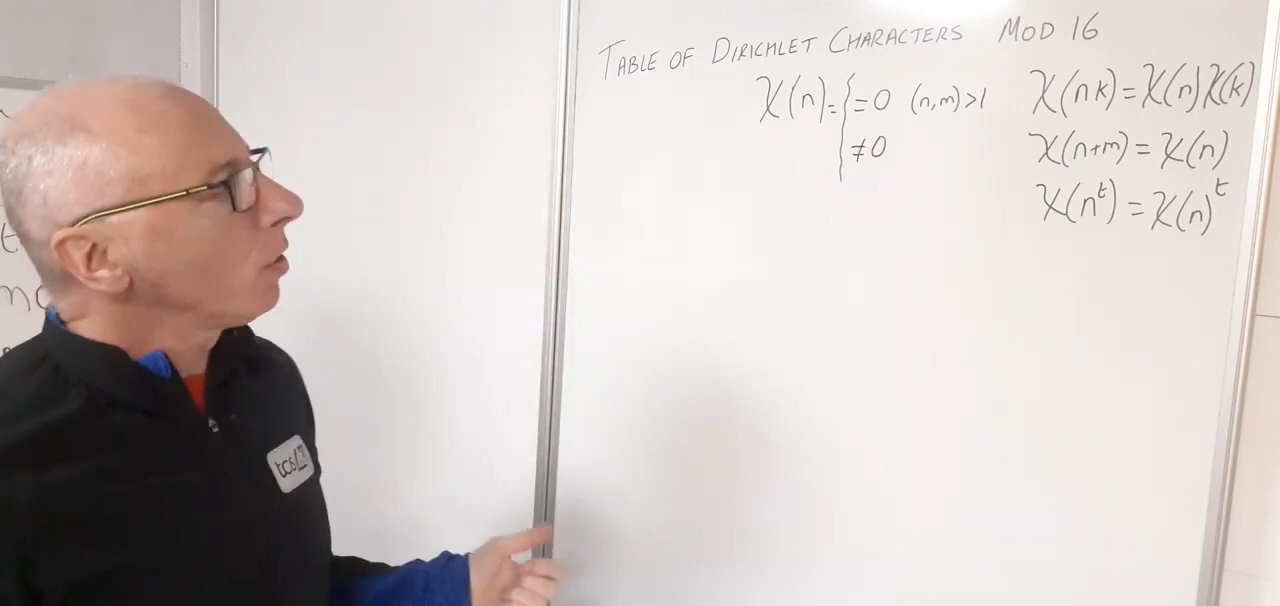 TABLE OF DIRICHLET CHARACTERS MOD 16
χ(n) = { =0 (n,m)>1
≠0
χ(nk) = χ(n)χ(k)
χ(n+m) = χ(n)
χ(n^t) = χ(n)^t